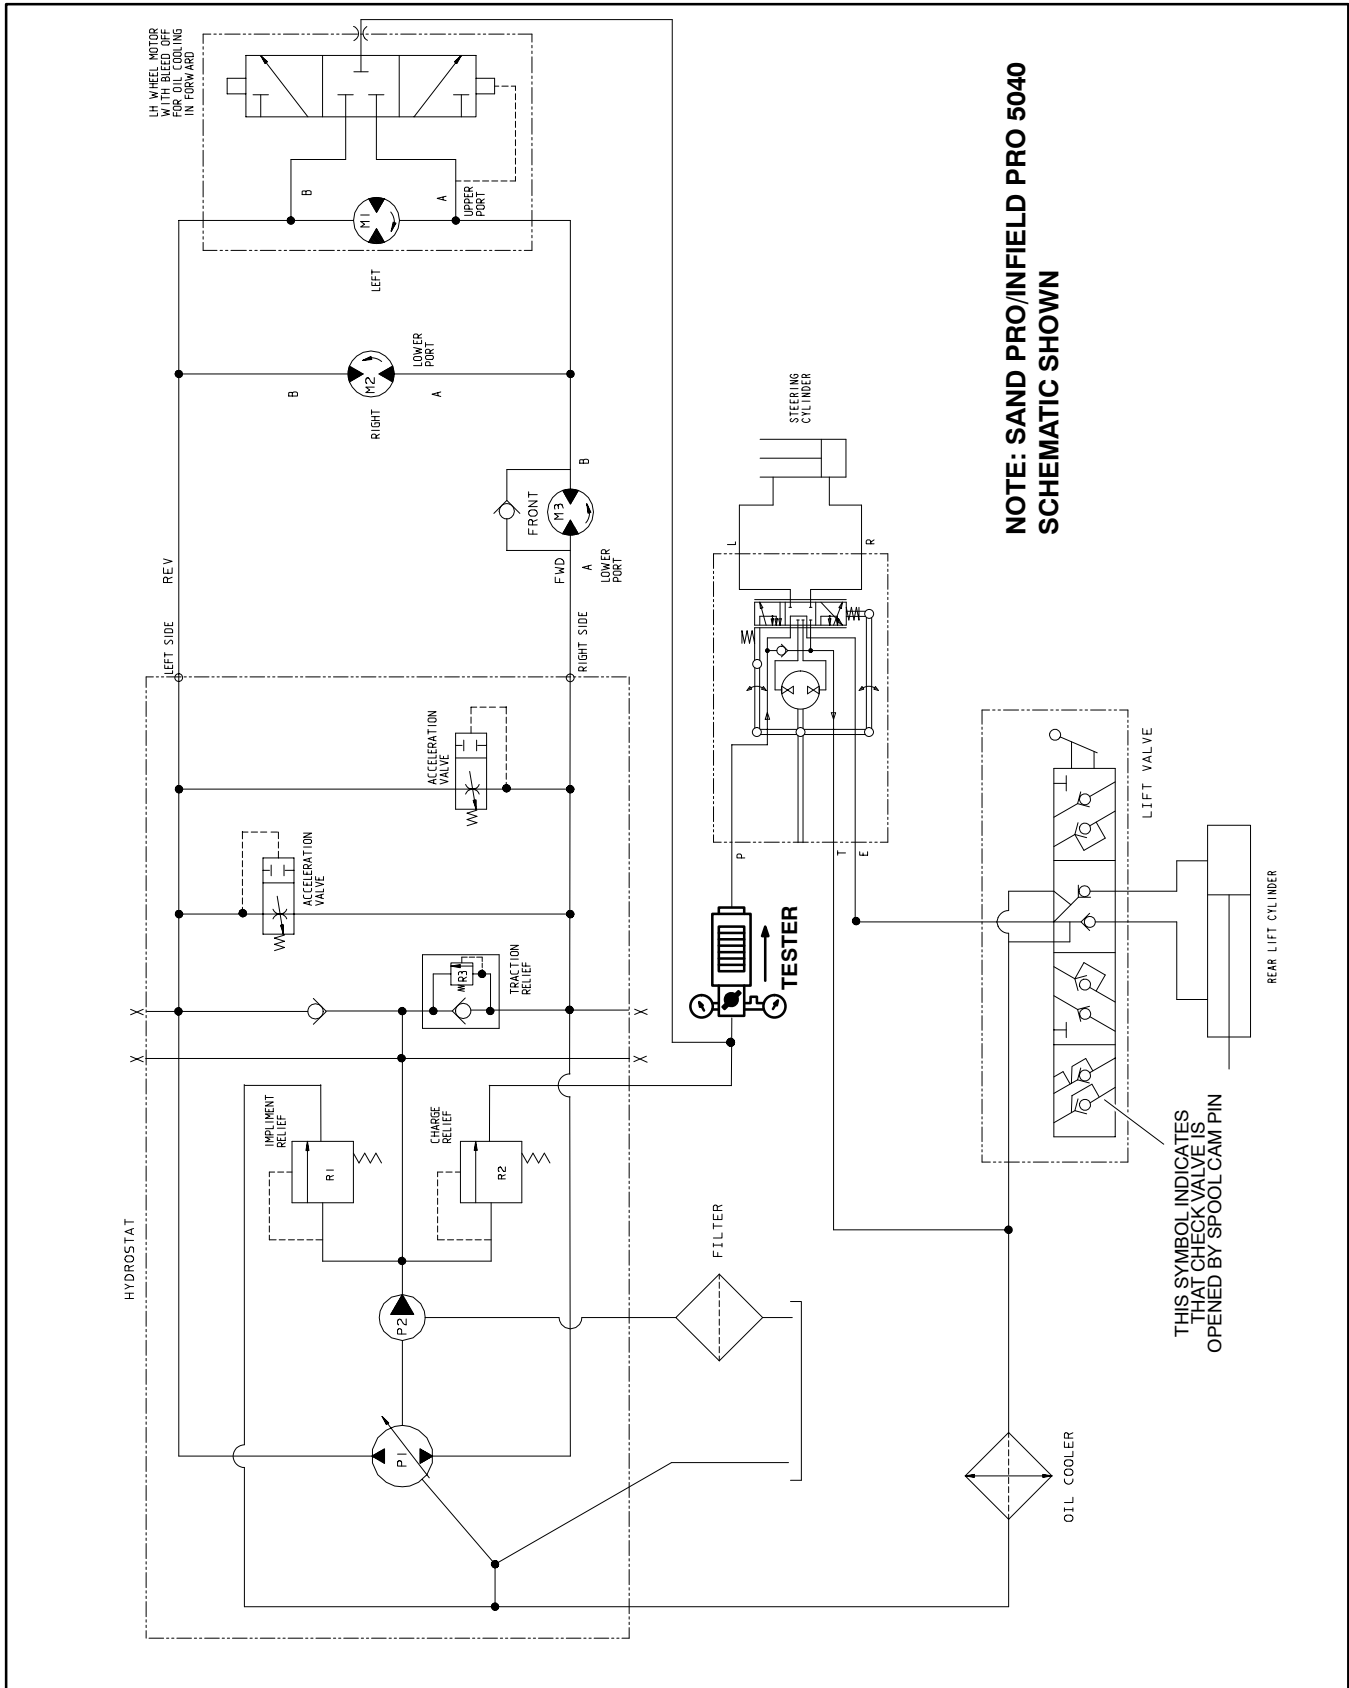 LH WHEEL MOTOR
WITH BLEED OFF
FOR OIL COOLING
IN FORWARD
B
A
UPPER
PORT
M1
LEFT
B
A
LOWER
PORT
M2
RIGHT
B
FRONT
M3
FWD
A
LOWER
PORT
REV
LEFT SIDE
RIGHT SIDE
STEERING
CYLINDER
L
R
NOTE: SAND PRO/INFIELD PRO 5040
SCHEMATIC SHOWN
ACCELERATION
VALVE
ACCELERATION
VALVE
P
T
E
TESTER
LIFT VALVE
REAR LIFT CYLINDER
X
X
X
X
R3
TRACTION
RELIEF
IMPLIMENT
RELIEF
R1
CHARGE
RELIEF
R2
HYDROSTAT
P2
P1
FILTER
THIS SYMBOL INDICATES
THAT CHECK VALVE IS
OPENED BY SPOOL CAM PIN
OIL COOLER